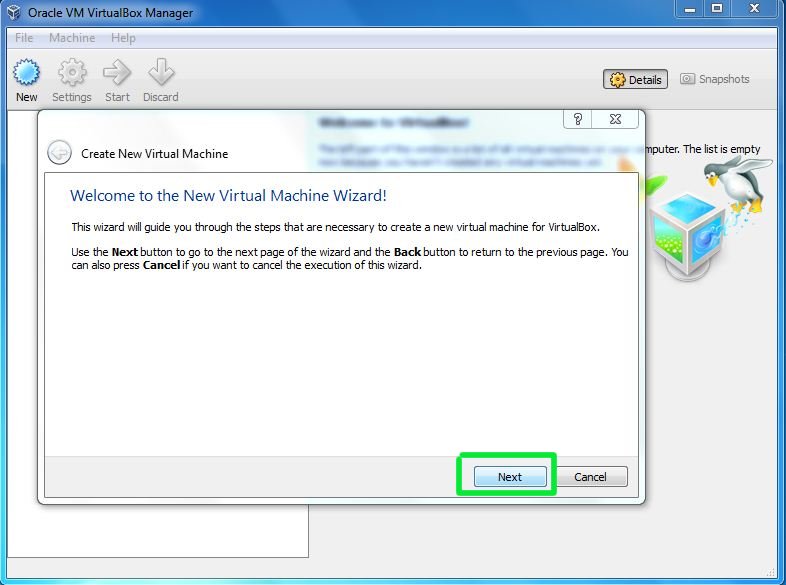 Oracle VM VirtualBox Manager
File Machine Help
New Settings Start Discard
Details Snapshots
Welcome to VirtualBox!
mputer. The list is empty
Create New Virtual Machine
Welcome to the New Virtual Machine Wizard!
This wizard will guide you through the steps that are necessary to create a new virtual machine for VirtualBox.
Use the Next button to go to the next page of the wizard and the Back button to return to the previous page. You
can also press Cancel if you want to cancel the execution of this wizard.
Next Cancel